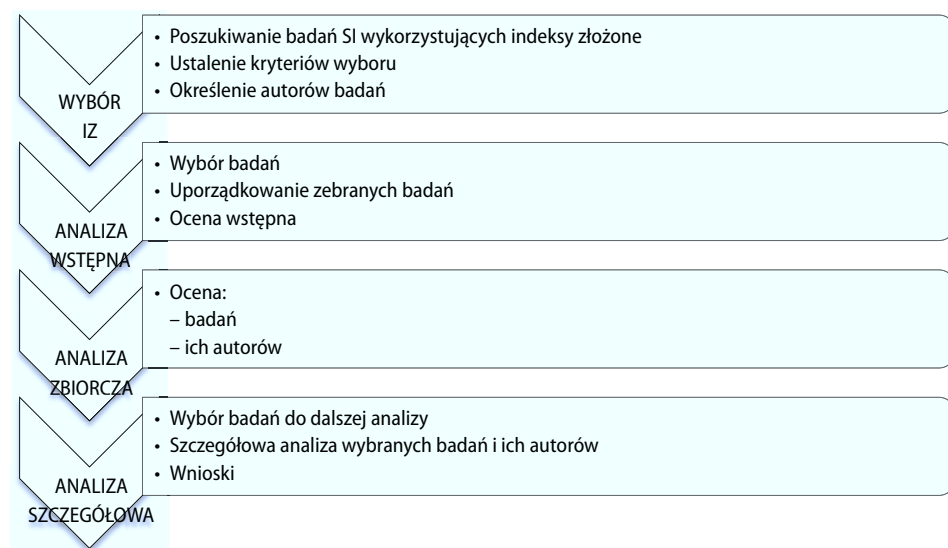 WYBÓR
IZ
• Poszukiwanie badań SI wykorzystujących indeksy złożone
• Ustalenie kryteriów wyboru
• Określenie autorów badań
ANALIZA
WSTĘPNA
• Wybór badań
• Uporządkowanie zebranych badań
• Ocena wstępna
ANALIZA
ZBIORCZA
• Ocena:
– badań
– ich autorów
ANALIZA
SZCZEGÓŁOWA
• Wybór badań do dalszej analizy
• Szczegółowa analiza wybranych badań i ich autorów
• Wnioski